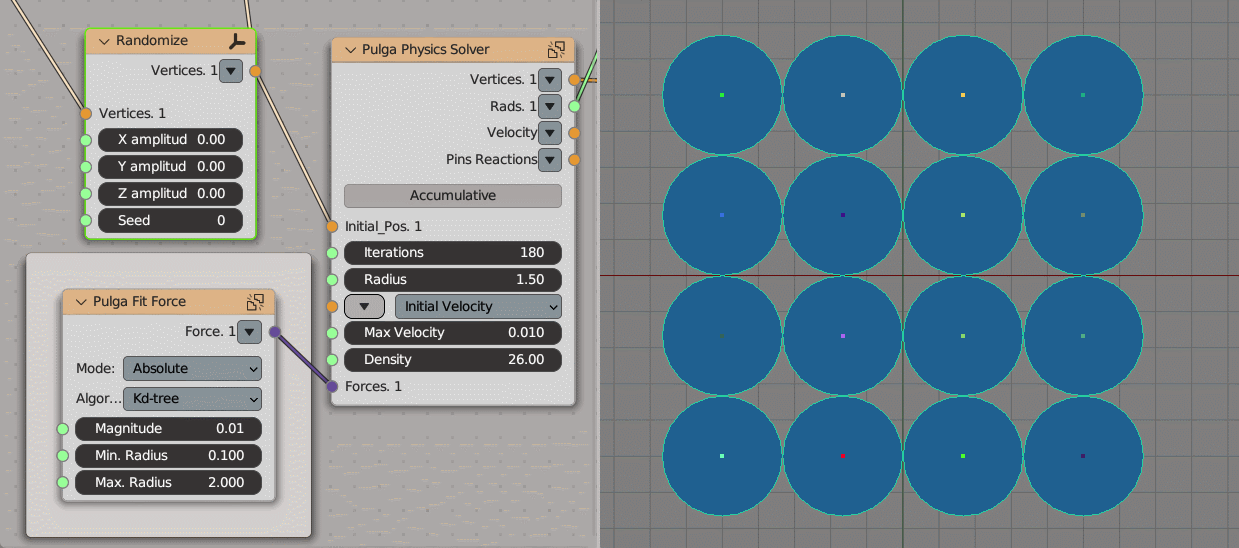 Randomize
Vertices. 1
Vertices. 1
X amplitud 0.00
Y amplitud 0.00
Z amplitud 0.00
Seed 0
Pulga Fit Force
Force. 1
Mode: Absolute
Algor... Kd-tree
Magnitude 0.01
Min. Radius 0.100
Max. Radius 2.000
Pulga Physics Solver
Vertices. 1
Rads. 1
Velocity
Pins Reactions
Accumulative
Initial_Pos. 1
Iterations 180
Radius 1.50
Initial Velocity
Max Velocity 0.010
Density 26.00
Forces. 1